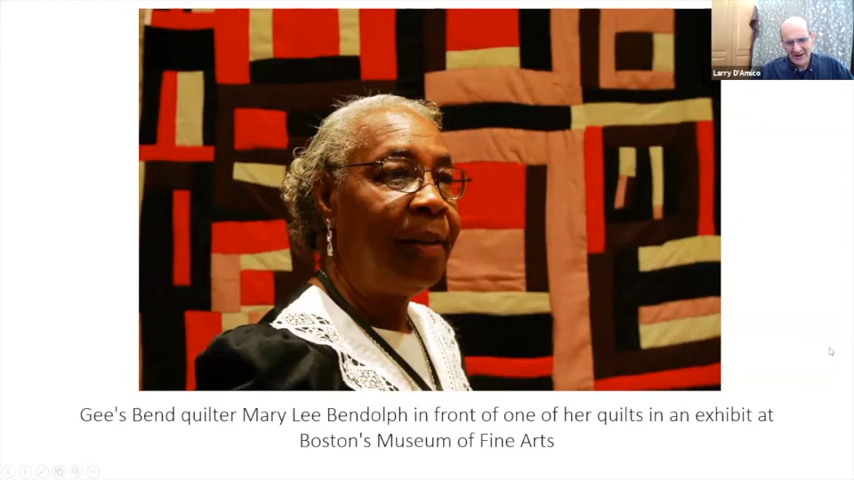 Larry D'Amico
Gee's Bend quilter Mary Lee Bendolph in front of one of her quilts in an exhibit at
Boston's Museum of Fine Arts